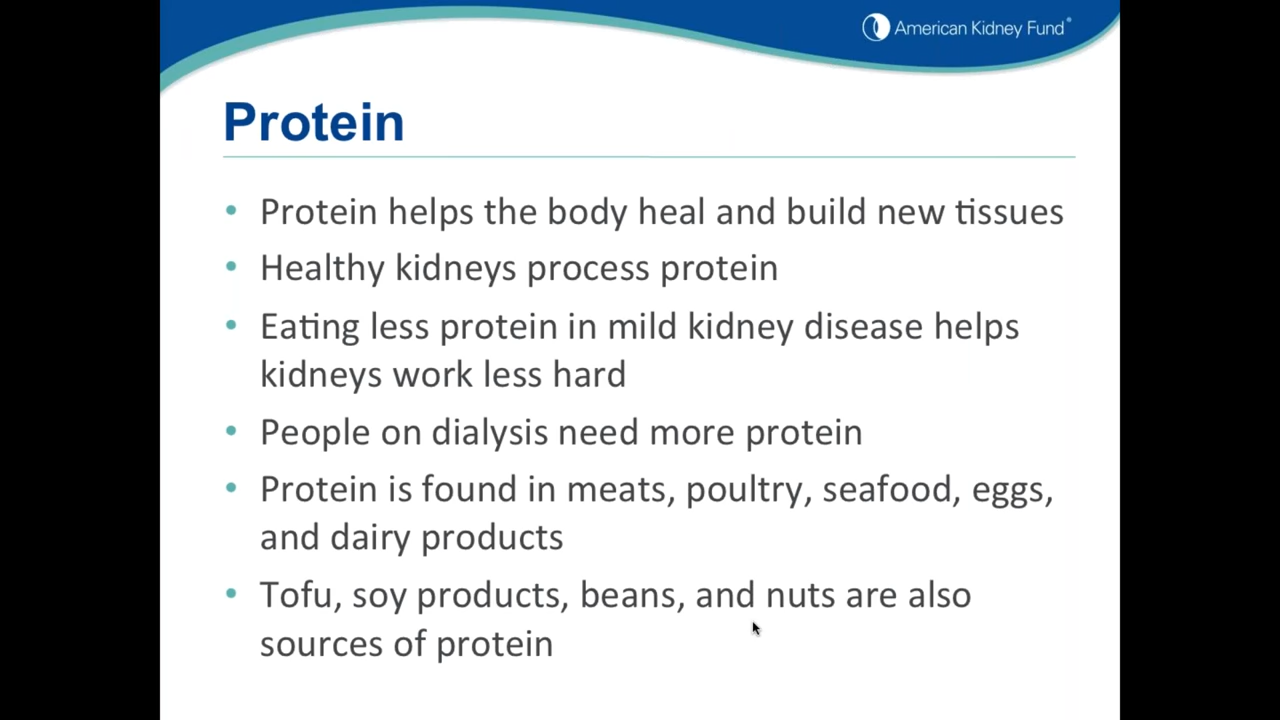 American Kidney Fund®
Protein
• Protein helps the body heal and build new tissues
• Healthy kidneys process protein
• Eating less protein in mild kidney disease helps
kidneys work less hard
• People on dialysis need more protein
• Protein is found in meats, poultry, seafood, eggs,
and dairy products
• Tofu, soy products, beans, and nuts are also
sources of protein